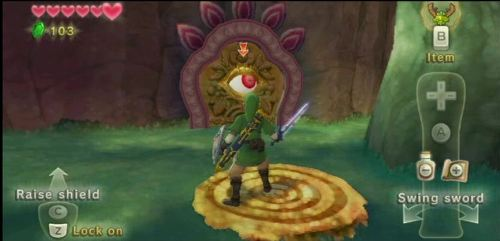 103
B
Item
A
Raise shield
Swing sword
C
Z Lock on